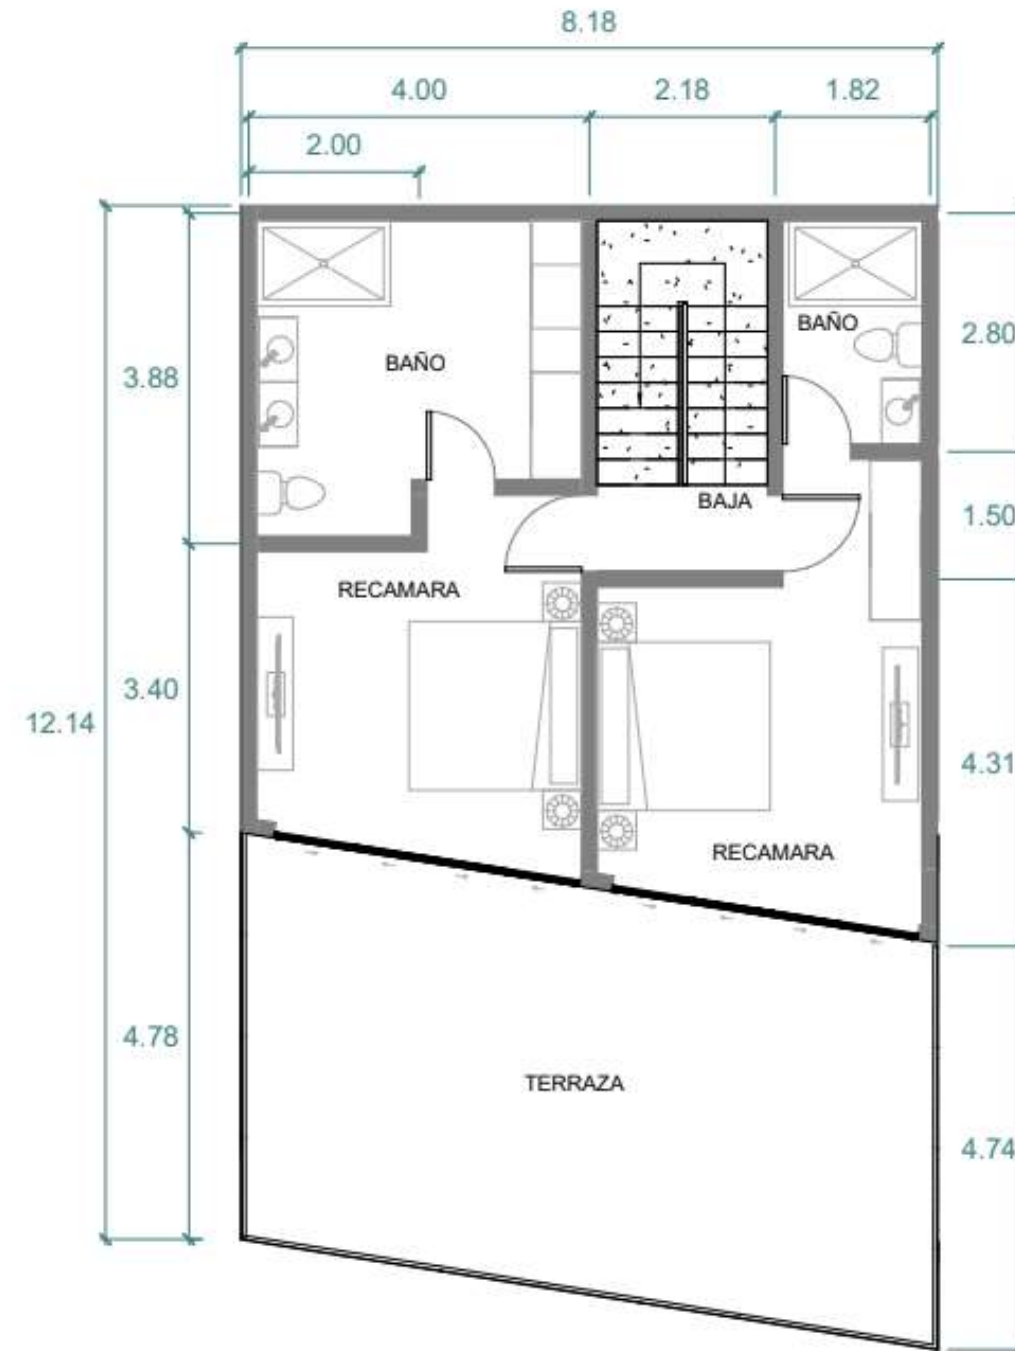 8.18
4.00
2.18
1.82
2.00
BAÑO
BAÑO
2.80
3.88
BAJA
1.50
RECAMARA
3.40
12.14
4.31
RECAMARA
4.78
TERRAZA
4.74